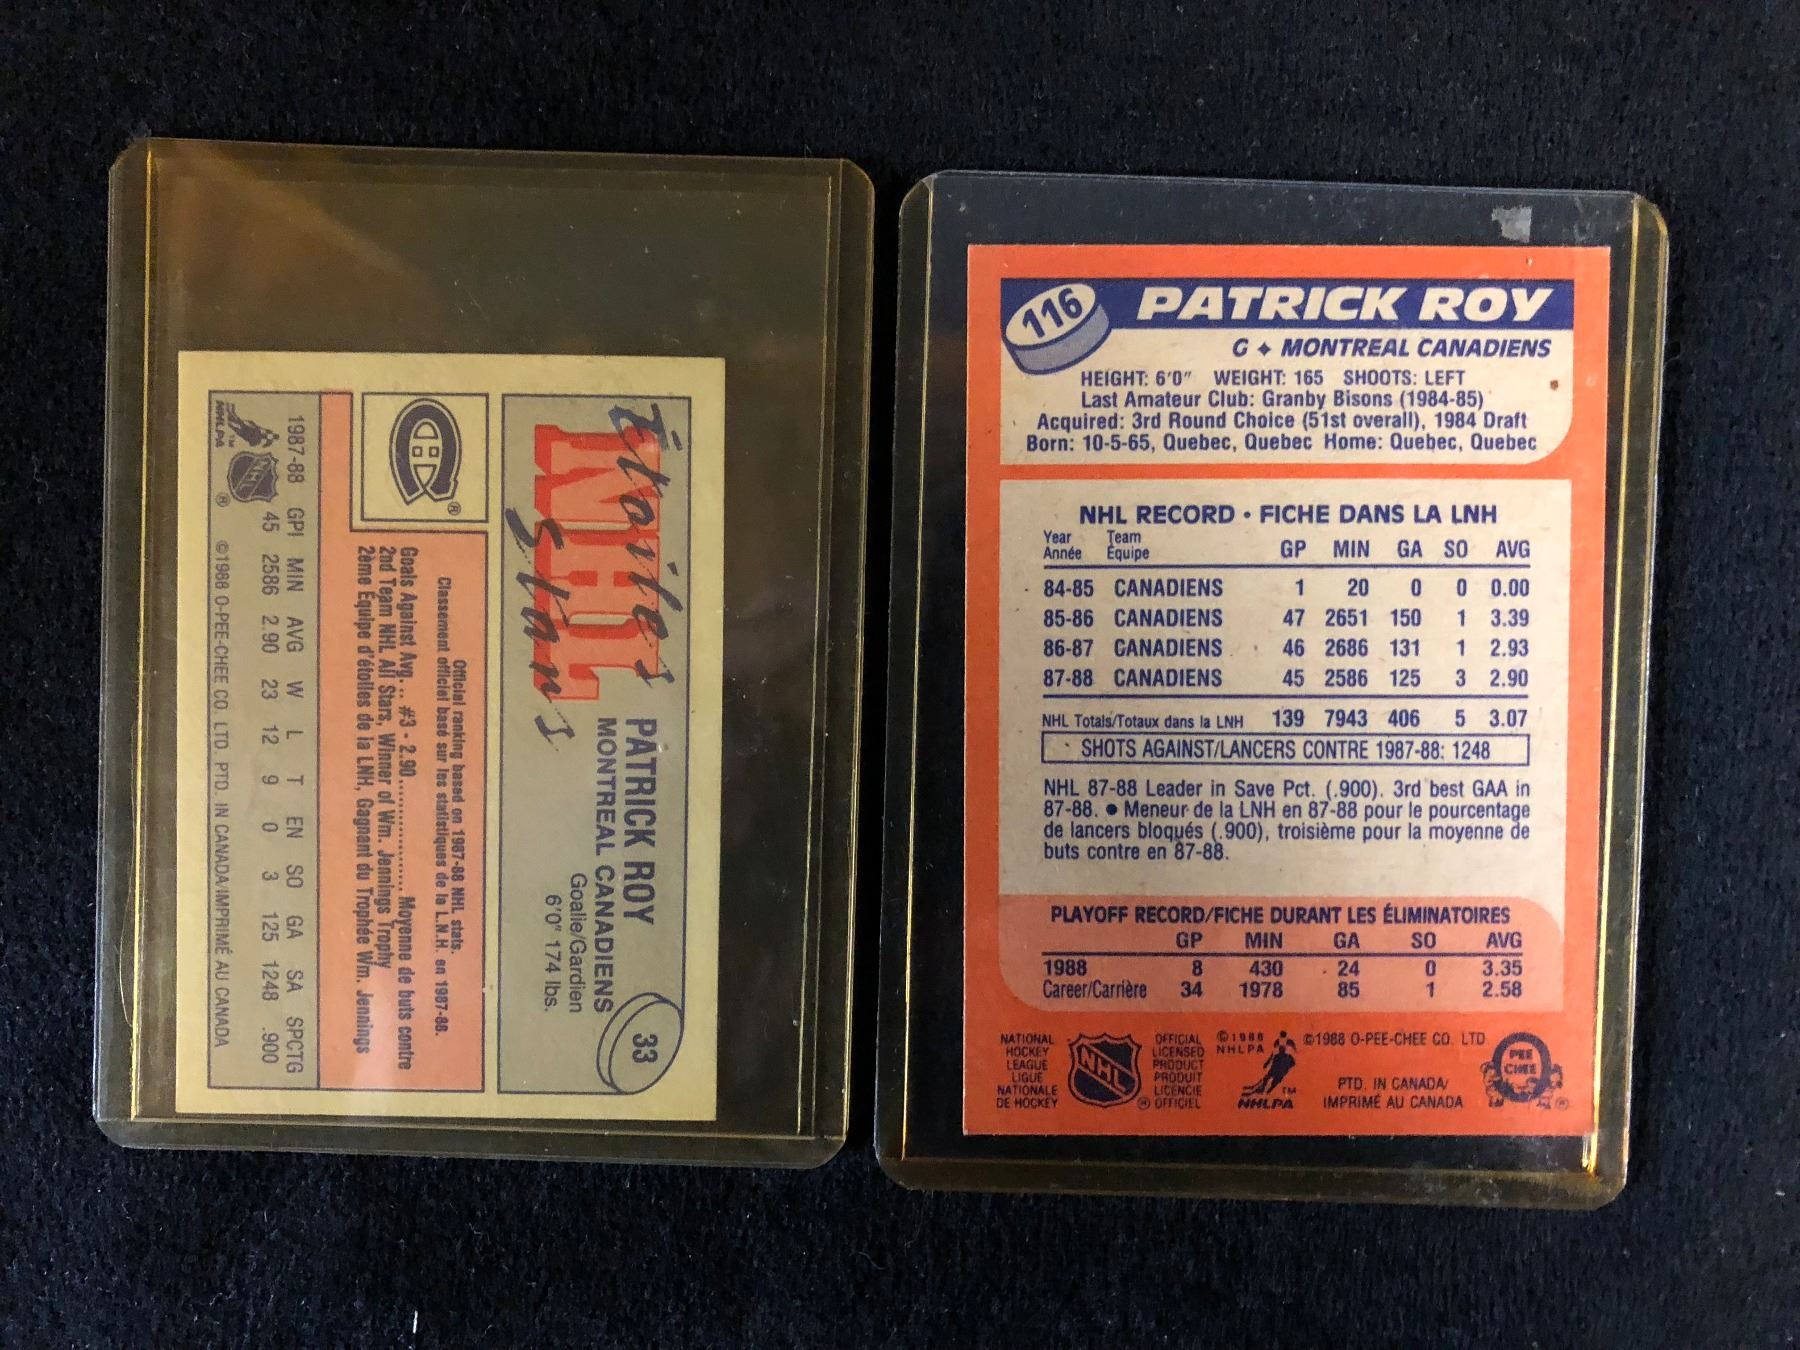 étoiles
NHL
Stars
PATRICK ROY
MONTREAL CANADIENS
Goalie/Gardien
6'0" 174 lbs.
33
Official ranking based on 1987-88 NHL stats.
Classement officiel basé sur les statistiques de la L.N.H. en 1987-88.
Goals Against Avg... #3 - 2.90.................. Moyenne de buts contre
2nd Team NHL All Stars, Winner of Wm. Jennings Trophy
2ème Équipe d'étoiles de la LNH, Gagnant du Trophée Wm. Jennings
1987-88 GPI MIN AVG W L T EN SO GA SA SPCTG
45 2586 2.90 23 12 9 0 3 125 1248 .900
NHLPA ™ NHL ® ©1988 O-PEE-CHEE CO. LTD. PTD. IN CANADA/IMPRIMÉ AU CANADA
®
116
PATRICK ROY
G ✦ MONTREAL CANADIENS
HEIGHT: 6'0" WEIGHT: 165 SHOOTS: LEFT
Last Amateur Club: Granby Bisons (1984-85)
Acquired: 3rd Round Choice (51st overall), 1984 Draft
Born: 10-5-65, Quebec, Quebec Home: Quebec, Quebec
NHL RECORD • FICHE DANS LA LNH
Year Team
Année Équipe GP MIN GA SO AVG
84-85 CANADIENS 1 20 0 0 0.00
85-86 CANADIENS 47 2651 150 1 3.39
86-87 CANADIENS 46 2686 131 1 2.93
87-88 CANADIENS 45 2586 125 3 2.90
NHL Totals/Totaux dans la LNH 139 7943 406 5 3.07
SHOTS AGAINST/LANCERS CONTRE 1987-88: 1248
NHL 87-88 Leader in Save Pct. (.900). 3rd best GAA in
87-88. ● Meneur de la LNH en 87-88 pour le pourcentage
de lancers bloqués (.900), troisième pour la moyenne de
buts contre en 87-88.
PLAYOFF RECORD/FICHE DURANT LES ÉLIMINATOIRES
GP MIN GA SO AVG
1988 8 430 24 0 3.35
Career/Carrière 34 1978 85 1 2.58
NATIONAL
HOCKEY
LEAGUE
LIGUE
NATIONALE
DE HOCKEY
NHL
®
OFFICIAL
LICENSED
PRODUCT
PRODUIT
LICENCIE
OFFICIEL
©1988
NHLPA
™
NHLPA
©1988 O-PEE-CHEE CO. LTD.
PTD. IN CANADA/
IMPRIMÉ AU CANADA
PEE
CHEE
®